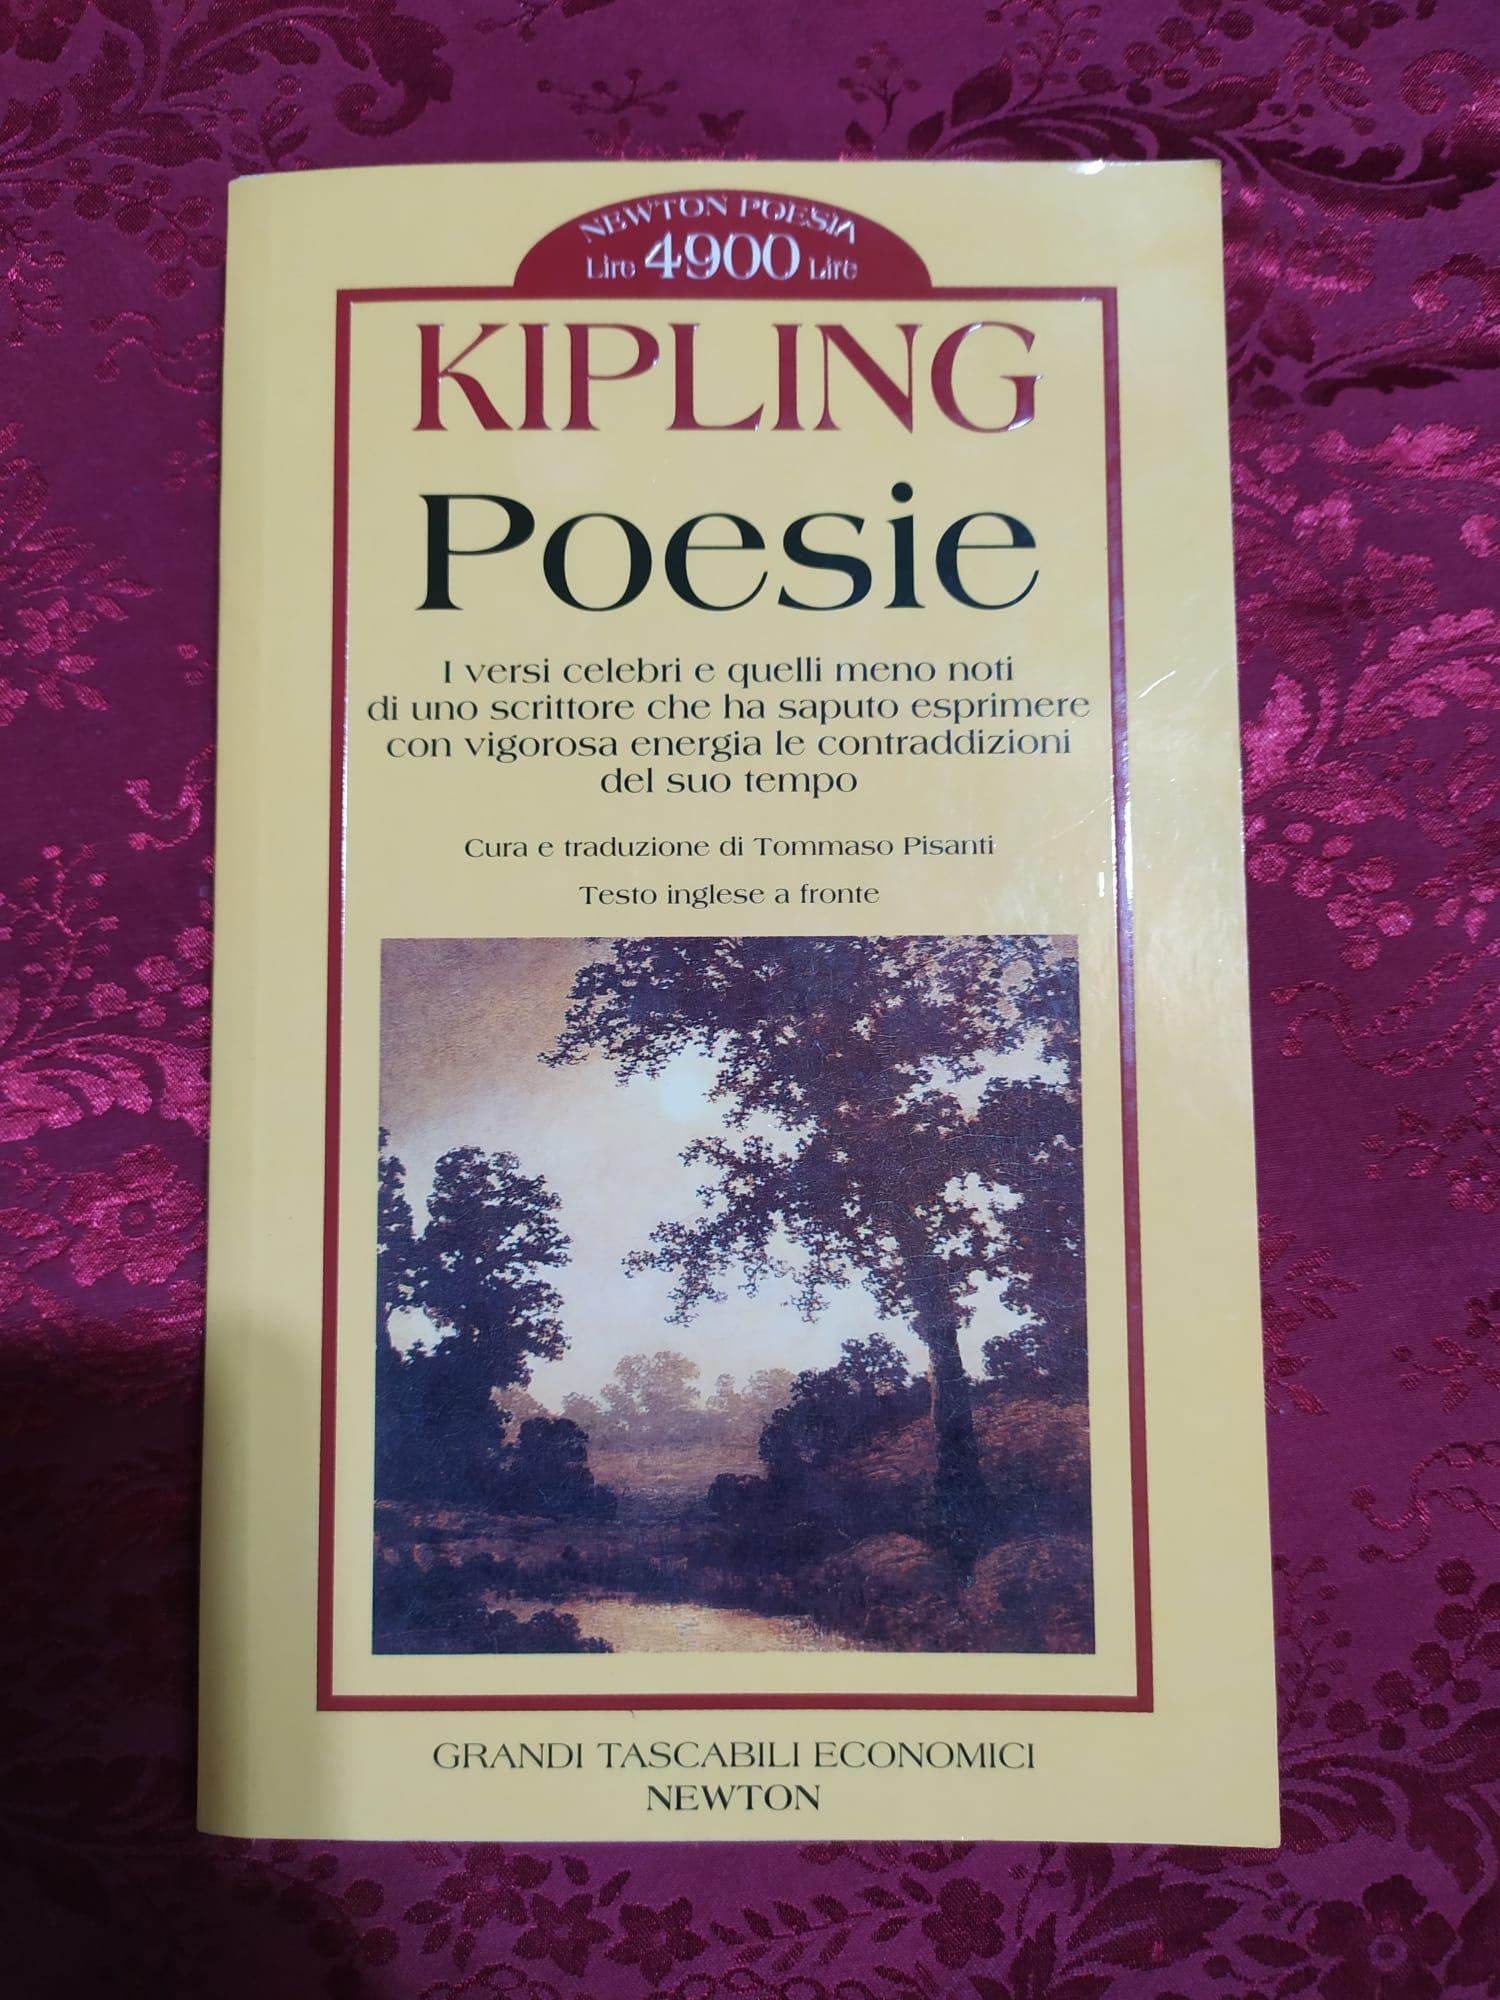 NEWTON POESIA
Lire 4900 Lire
KIPLING
Poesie
I versi celebri e quelli meno noti
di uno scrittore che ha saputo esprimere
con vigorosa energia le contraddizioni
del suo tempo
Cura e traduzione di Tommaso Pisanti
Testo inglese a fronte
GRANDI TASCABILI ECONOMICI
NEWTON